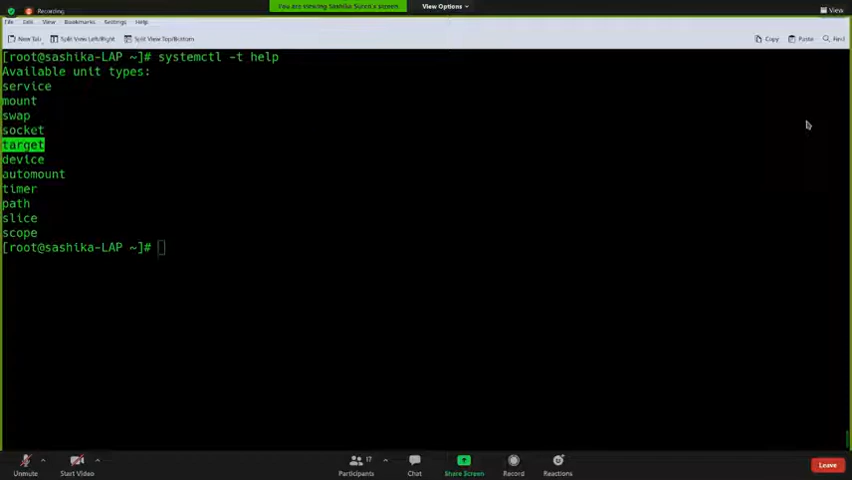 Recording
You are viewing Sashika Suren's screen
View Options
View
File Edit View Bookmarks Settings Help
New Tab Split View Left/Right Split View Top/Bottom
Copy Paste Find
[root@sashika-LAP ~]# systemctl -t help
Available unit types:
service
mount
swap
socket
target
device
automount
timer
path
slice
scope
[root@sashika-LAP ~]#
Unmute
Start Video
17
Participants
Chat
Share Screen
Record
Reactions
Leave